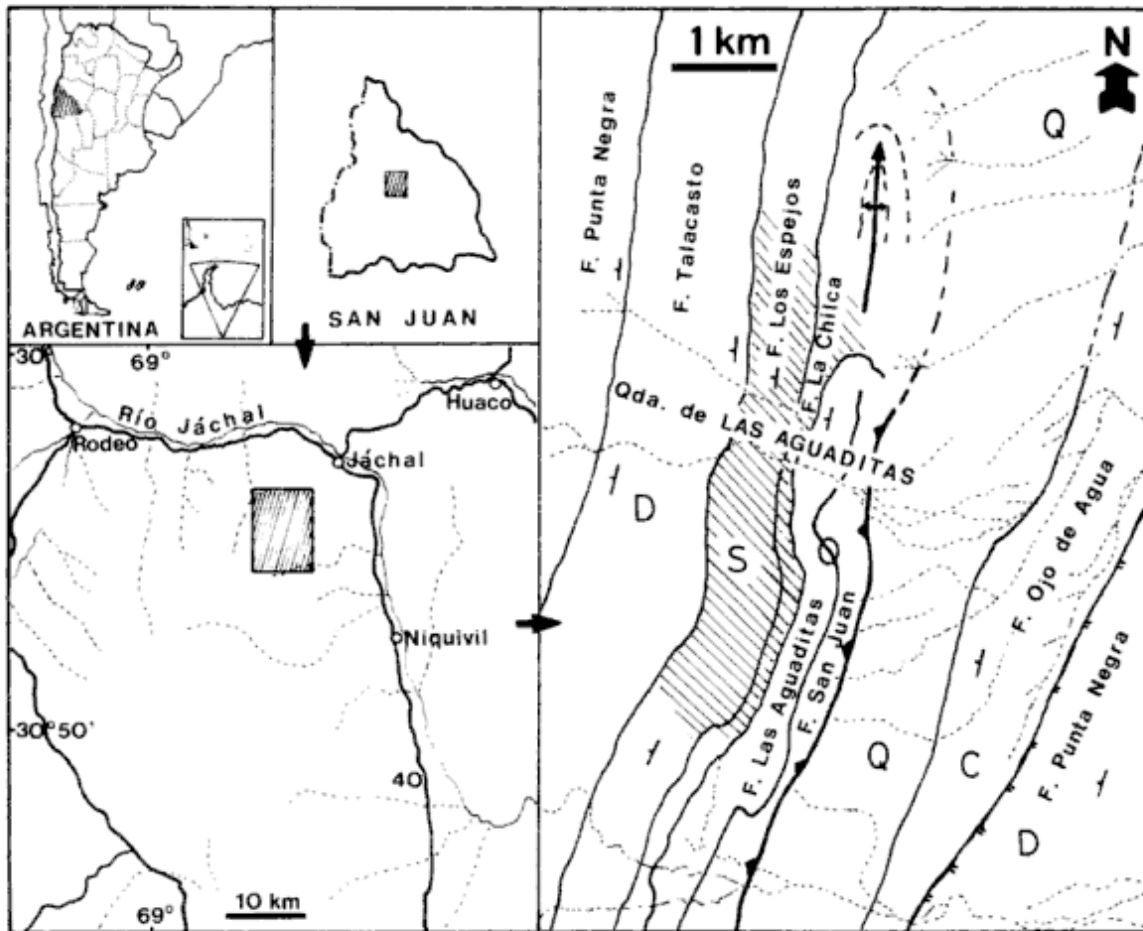 ARGENTINA
SAN JUAN
30°
69°
Río Jáchal
Rodeo
Huaco
Jáchal
Niquivil
30°50'
40
69°
10 km
1 km
N
F. Punta Negra
F. Talacasto
F. Los Espejos
F. La Chilca
Q
Qda. de LAS AGUADITAS
D
S
F. Las Aguaditas
F. San Juan
F. Ojo de Agua
Q
C
F. Punta Negra
D